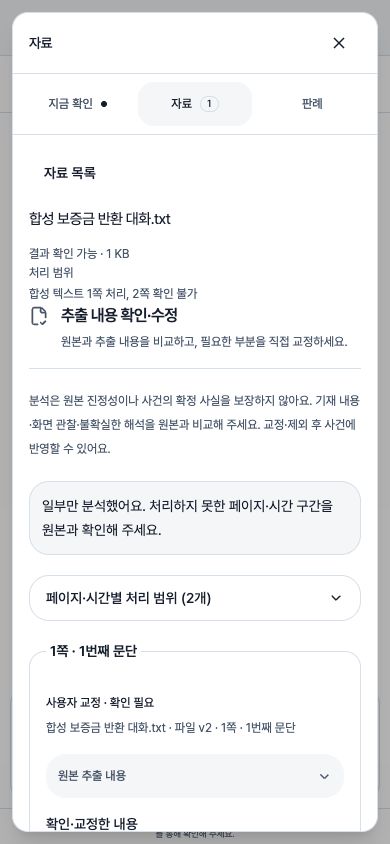 자료
지금 확인
자료 1
판례
자료 목록
합성 보증금 반환 대화.txt
결과 확인 가능 · 1 KB
처리 범위
합성 텍스트 1쪽 처리, 2쪽 확인 불가
추출 내용 확인·수정
원본과 추출 내용을 비교하고, 필요한 부분을 직접 교정하세요.
분석은 원본 진정성이나 사건의 확정 사실을 보장하지 않아요. 기재 내용
·화면 관찰·불확실한 해석을 원본과 비교해 주세요. 교정·제외 후 사건에
반영할 수 있어요.
일부만 분석했어요. 처리하지 못한 페이지·시간 구간을
원본과 확인해 주세요.
페이지·시간별 처리 범위 (2개)
1쪽 · 1번째 문단
사용자 교정 · 확인 필요
합성 보증금 반환 대화.txt · 파일 v2 · 1쪽 · 1번째 문단
원본 추출 내용
확인·교정한 내용
를 통해 확인해 주세요.